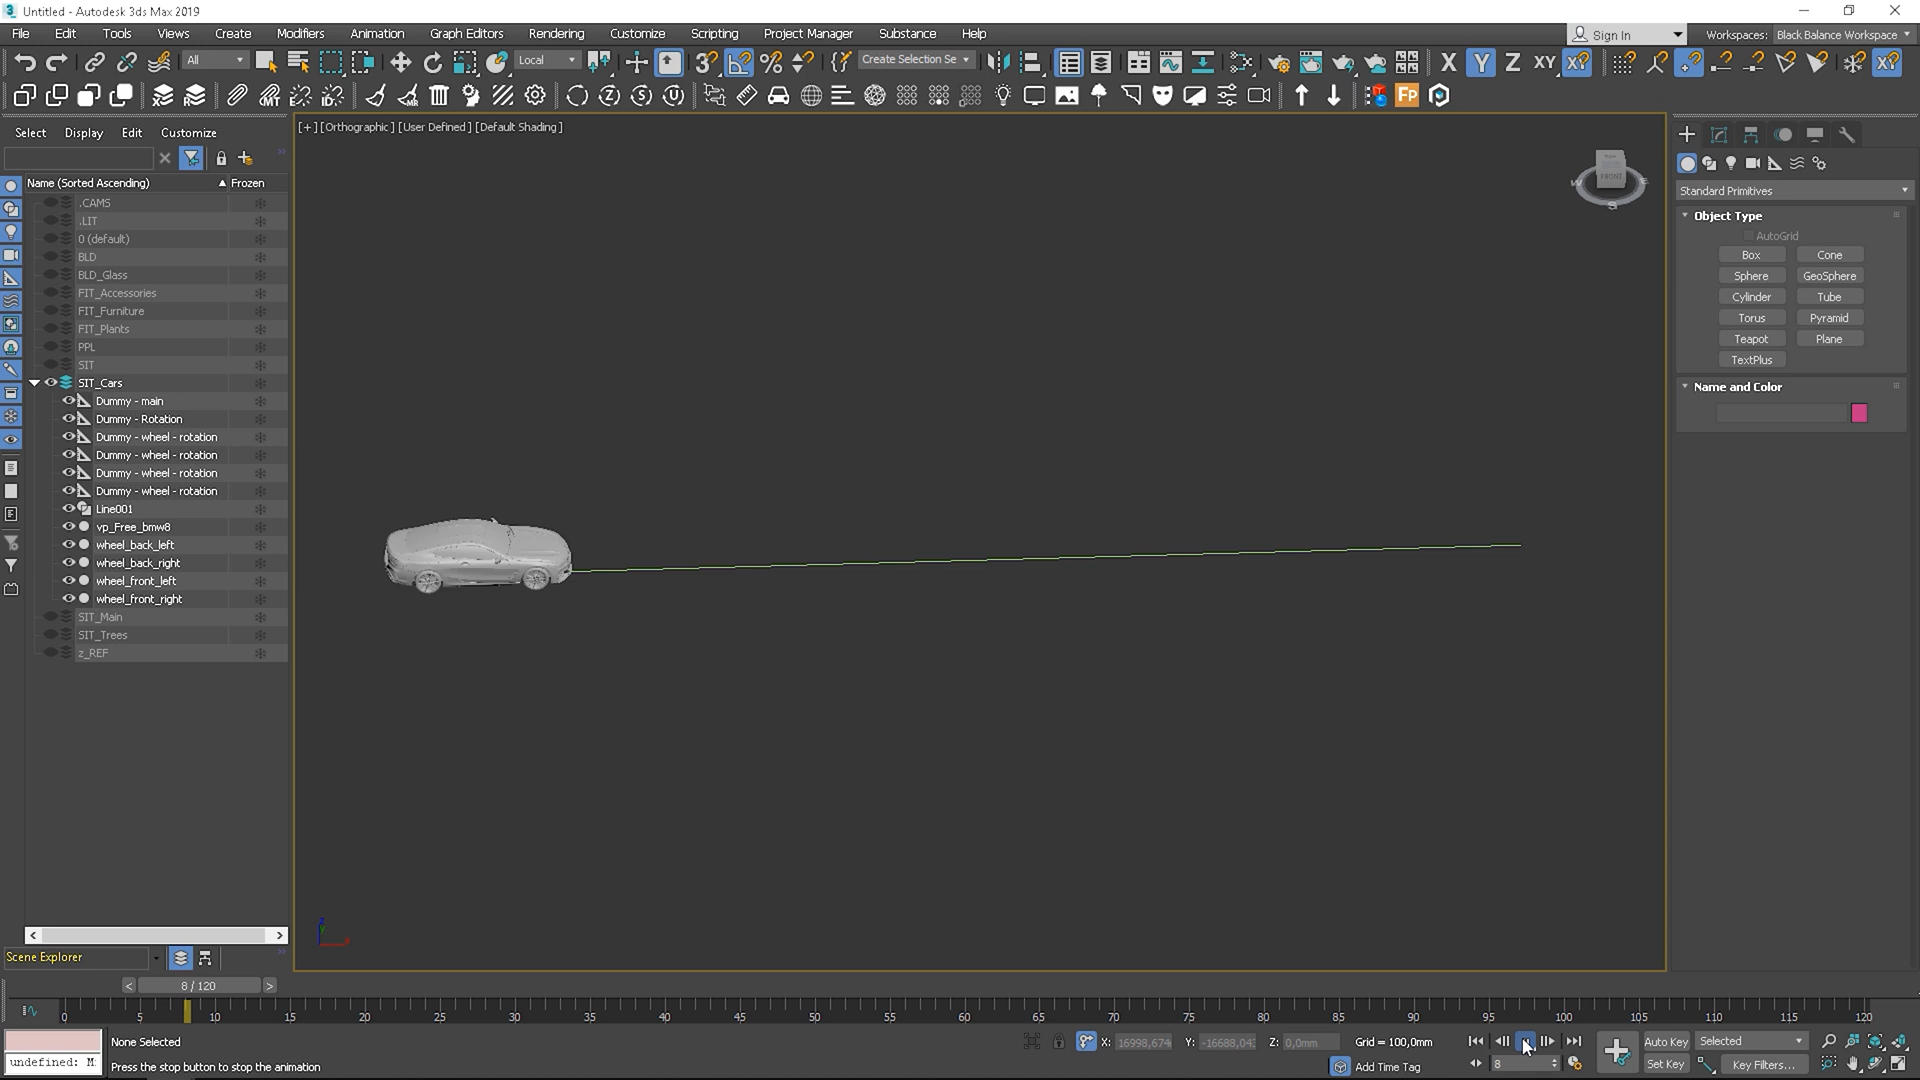 Untitled - Autodesk 3ds Max 2019
File Edit Tools Views Create Modifiers Animation Graph Editors Rendering Customize Scripting Project Manager Substance Help
Sign In Workspaces: Black Balance Workspace
All Local Create Selection Se X Y Z XY
FP
Select Display Edit Customize
[+] [Orthographic ] [User Defined ] [Default Shading ]
Name (Sorted Ascending) Frozen
.CAMS
.LIT
0 (default)
BLD
BLD_Glass
FIT_Accessories
FIT_Furniture
FIT_Plants
PPL
SIT
SIT_Cars
Dummy - main
Dummy - Rotation
Dummy - wheel - rotation
Dummy - wheel - rotation
Dummy - wheel - rotation
Dummy - wheel - rotation
Line001
vp_Free_bmw8
wheel_back_left
wheel_back_right
wheel_front_left
wheel_front_right
SIT_Main
SIT_Trees
z_REF
FRONT
S
Standard Primitives
Object Type
AutoGrid
Box Cone
Sphere GeoSphere
Cylinder Tube
Torus Pyramid
Teapot Plane
TextPlus
Name and Color
Scene Explorer
8 / 120
0 5 10 15 20 25 30 35 40 45 50 55 60 65 70 75 80 85 90 95 100 105 110 115 120
None Selected
X: 16998,674 Y: -16688,04 Z: 0,0mm Grid = 100,0mm
Auto Key Selected
undefined: M
Press the stop button to stop the animation
Add Time Tag
8
Set Key Key Filters...